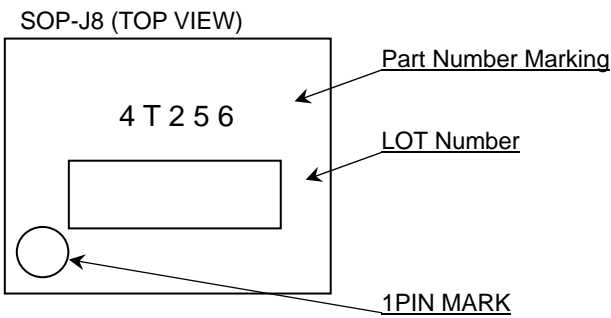 SOP-J8 (TOP VIEW)
Part Number Marking
4T256
LOT Number
1PIN MARK